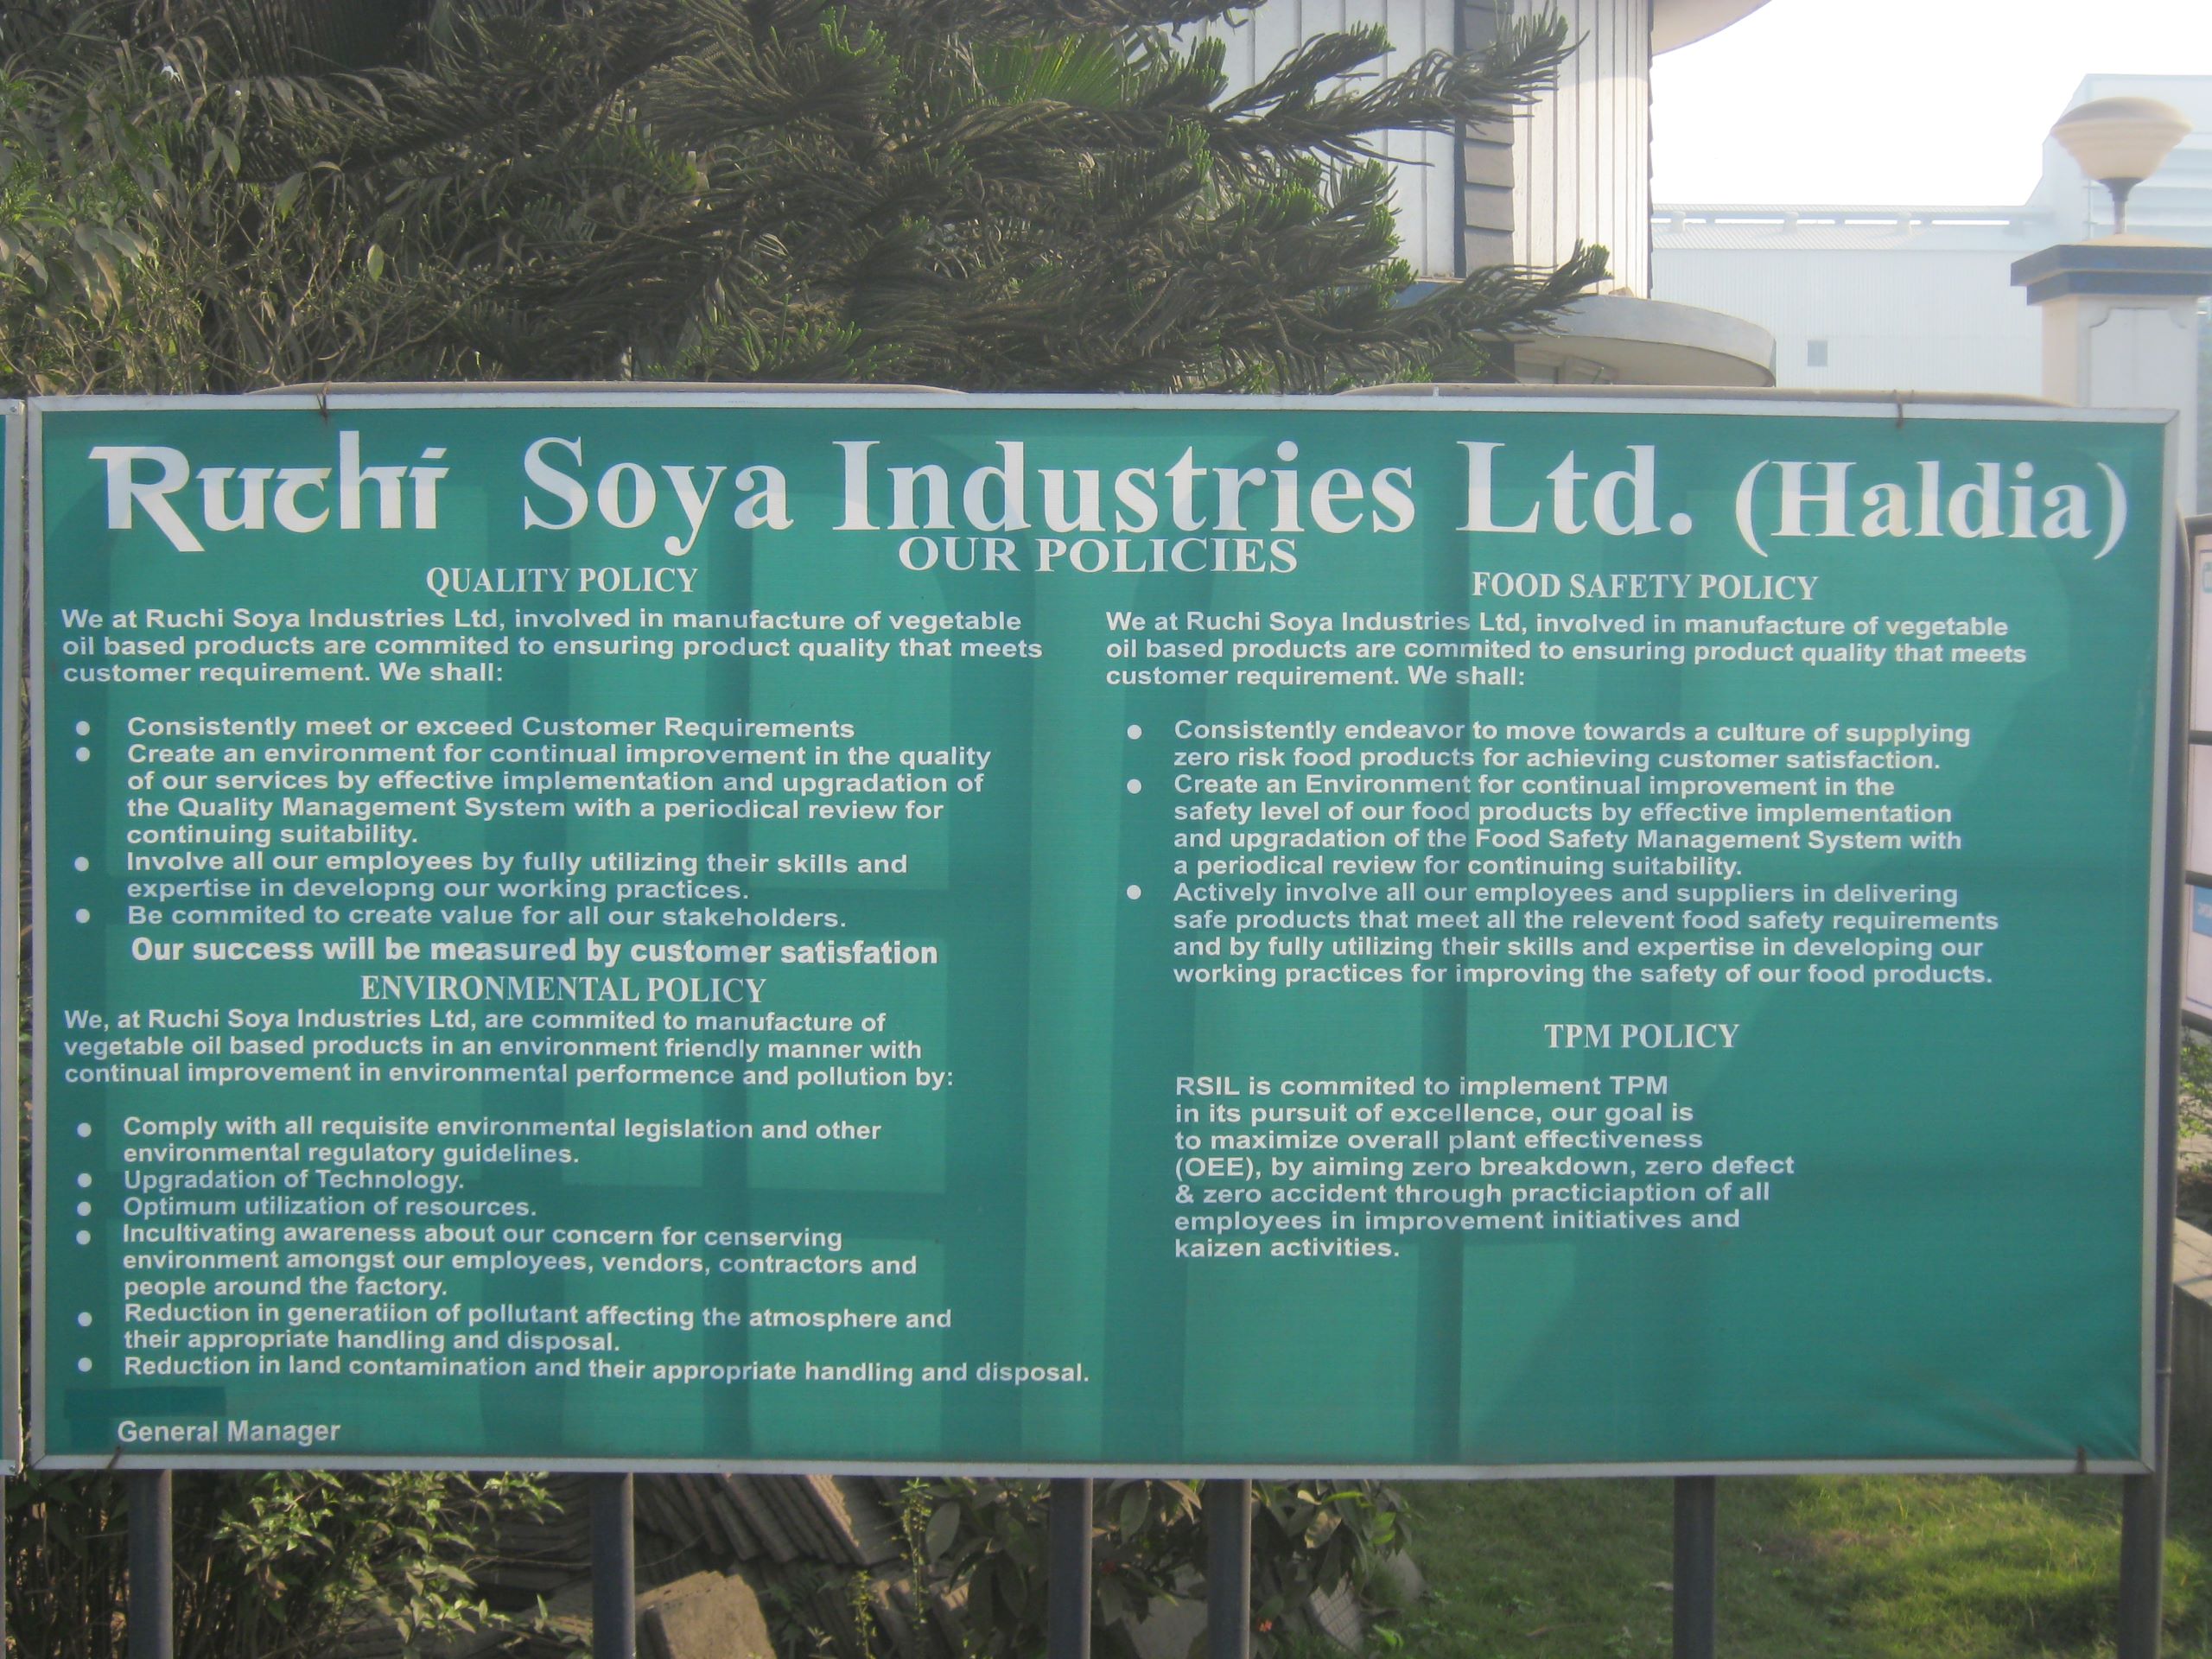 Ruchi Soya Industries Ltd. (Haldia)
OUR POLICIES
QUALITY POLICY
We at Ruchi Soya Industries Ltd, involved in manufacture of vegetable
oil based products are commited to ensuring product quality that meets
customer requirement. We shall:
● Consistently meet or exceed Customer Requirements
● Create an environment for continual improvement in the quality
of our services by effective implementation and upgradation of
the Quality Management System with a periodical review for
continuing suitability.
● Involve all our employees by fully utilizing their skills and
expertise in developng our working practices.
● Be commited to create value for all our stakeholders.
Our success will be measured by customer satisfation
ENVIRONMENTAL POLICY
We, at Ruchi Soya Industries Ltd, are commited to manufacture of
vegetable oil based products in an environment friendly manner with
continual improvement in environmental performence and pollution by:
● Comply with all requisite environmental legislation and other
environmental regulatory guidelines.
● Upgradation of Technology.
● Optimum utilization of resources.
● Incultivating awareness about our concern for censerving
environment amongst our employees, vendors, contractors and
people around the factory.
● Reduction in generatiion of pollutant affecting the atmosphere and
their appropriate handling and disposal.
● Reduction in land contamination and their appropriate handling and disposal.
General Manager
FOOD SAFETY POLICY
We at Ruchi Soya Industries Ltd, involved in manufacture of vegetable
oil based products are commited to ensuring product quality that meets
customer requirement. We shall:
● Consistently endeavor to move towards a culture of supplying
zero risk food products for achieving customer satisfaction.
● Create an Environment for continual improvement in the
safety level of our food products by effective implementation
and upgradation of the Food Safety Management System with
a periodical review for continuing suitability.
● Actively involve all our employees and suppliers in delivering
safe products that meet all the relevent food safety requirements
and by fully utilizing their skills and expertise in developing our
working practices for improving the safety of our food products.
TPM POLICY
RSIL is commited to implement TPM
in its pursuit of excellence, our goal is
to maximize overall plant effectiveness
(OEE), by aiming zero breakdown, zero defect
& zero accident through practiciaption of all
employees in improvement initiatives and
kaizen activities.